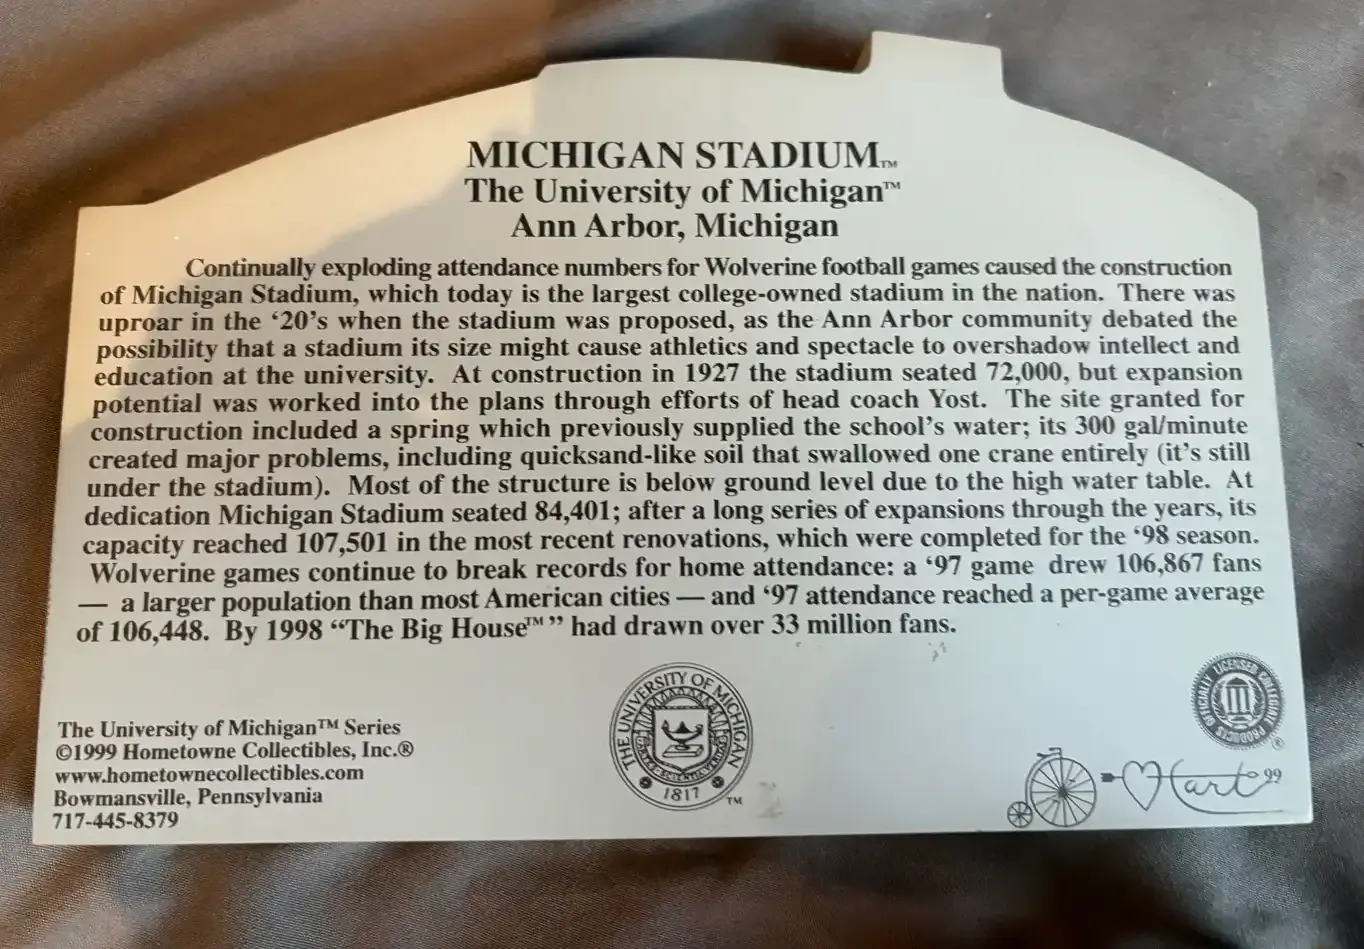 MICHIGAN STADIUM™
The University of Michigan™
Ann Arbor, Michigan
Continually exploding attendance numbers for Wolverine football games caused the construction
of Michigan Stadium, which today is the largest college-owned stadium in the nation. There was
uproar in the ‘20’s when the stadium was proposed, as the Ann Arbor community debated the
possibility that a stadium its size might cause athletics and spectacle to overshadow intellect and
education at the university. At construction in 1927 the stadium seated 72,000, but expansion
potential was worked into the plans through efforts of head coach Yost. The site granted for
construction included a spring which previously supplied the school’s water; its 300 gal/minute
created major problems, including quicksand-like soil that swallowed one crane entirely (it’s still
under the stadium). Most of the structure is below ground level due to the high water table. At
dedication Michigan Stadium seated 84,401; after a long series of expansions through the years, its
capacity reached 107,501 in the most recent renovations, which were completed for the ‘98 season.
Wolverine games continue to break records for home attendance: a ‘97 game drew 106,867 fans
— a larger population than most American cities — and ‘97 attendance reached a per-game average
of 106,448. By 1998 “The Big House™” had drawn over 33 million fans.
The University of Michigan™ Series
©1999 Hometowne Collectibles, Inc.®
www.hometownecollectibles.com
Bowmansville, Pennsylvania
717-445-8379
THE UNIVERSITY OF MICHIGAN
1817
™
OFFICIALLY LICENSED COLLEGIATE PRODUCTS
®
Hart 99